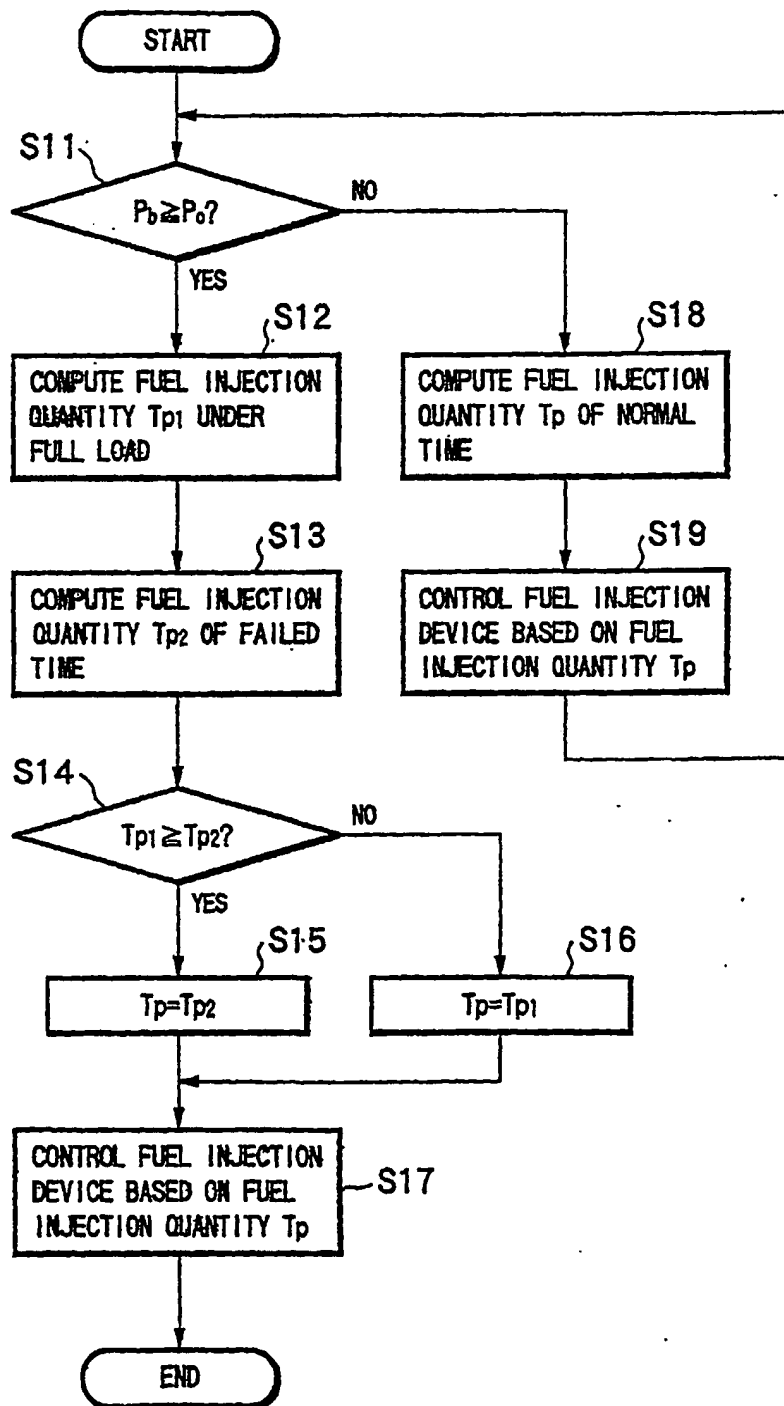 START
S11
Pb≧Po?
NO
YES
S12
COMPUTE FUEL INJECTION
QUANTITY Tp1 UNDER
FULL LOAD
S18
COMPUTE FUEL INJECTION
QUANTITY Tp OF NORMAL
TIME
S13
COMPUTE FUEL INJECTION
QUANTITY Tp2 OF FAILED
TIME
S19
CONTROL FUEL INJECTION
DEVICE BASED ON FUEL
INJECTION QUANTITY Tp
S14
Tp1≧Tp2?
NO
YES
S15
Tp=Tp2
S16
Tp=Tp1
CONTROL FUEL INJECTION
DEVICE BASED ON FUEL
INJECTION QUANTITY Tp
S17
END